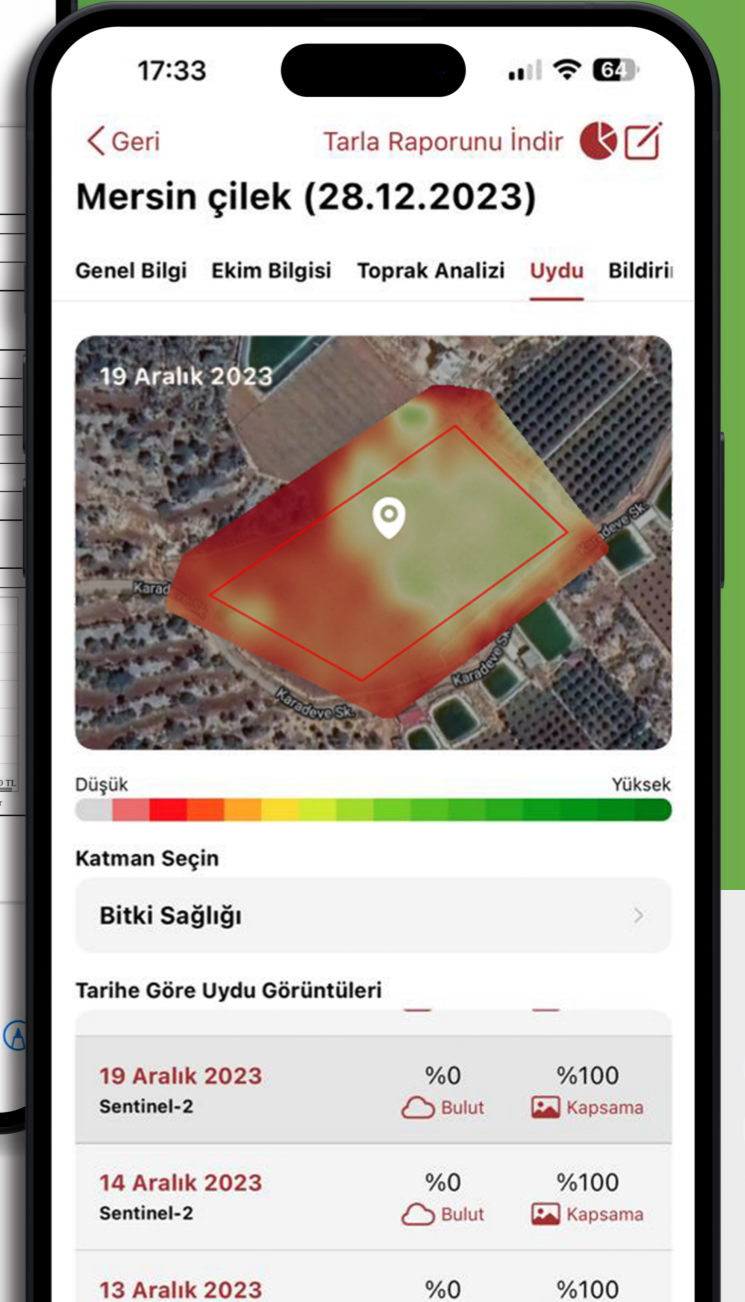 17:33
64
Geri
Tarla Raporunu İndir
Mersin çilek (28.12.2023)
Genel Bilgi Ekim Bilgisi Toprak Analizi Uydu
19 Aralık 2023
Karadeve Sk.
Karadeve Sk.
Düşük Yüksek
Katman Seçin
Bitki Sağlığı
Tarihe Göre Uydu Görüntüleri
19 Aralık 2023 %0 %100
Sentinel-2 Bulut Kapsama
14 Aralık 2023 %0 %100
Sentinel-2 Bulut Kapsama
13 Aralık 2023 %0 %100
TL